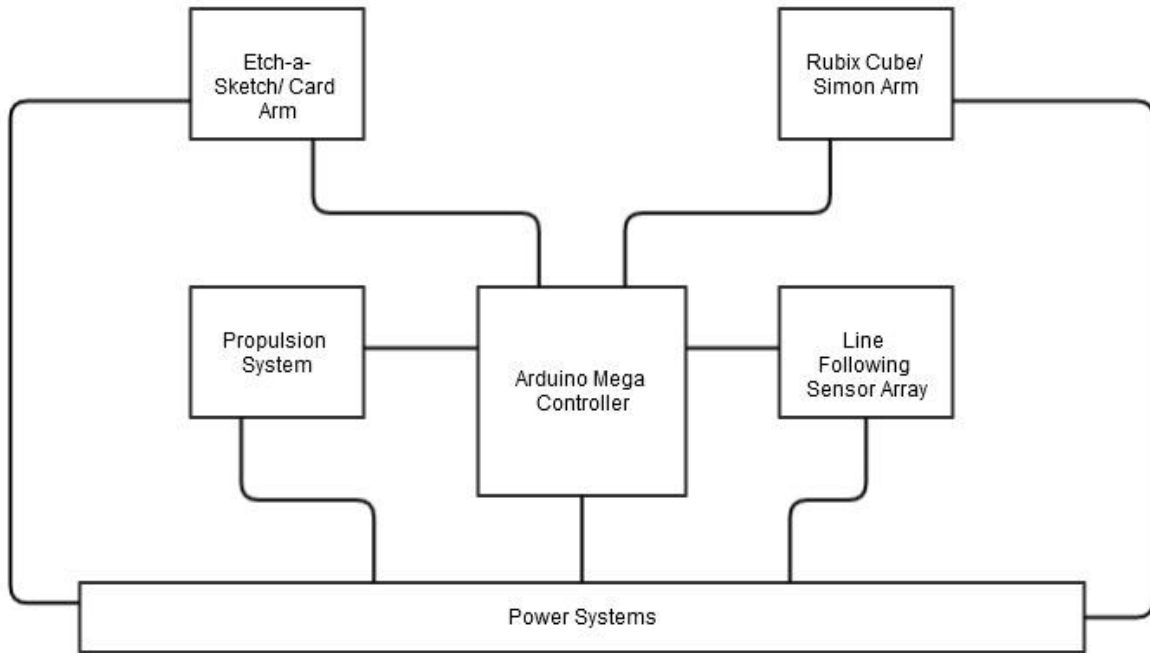 Etch-a-
Sketch/ Card
Arm
Rubix Cube/
Simon Arm
Propulsion
System
Arduino Mega
Controller
Line
Following
Sensor Array
Power Systems